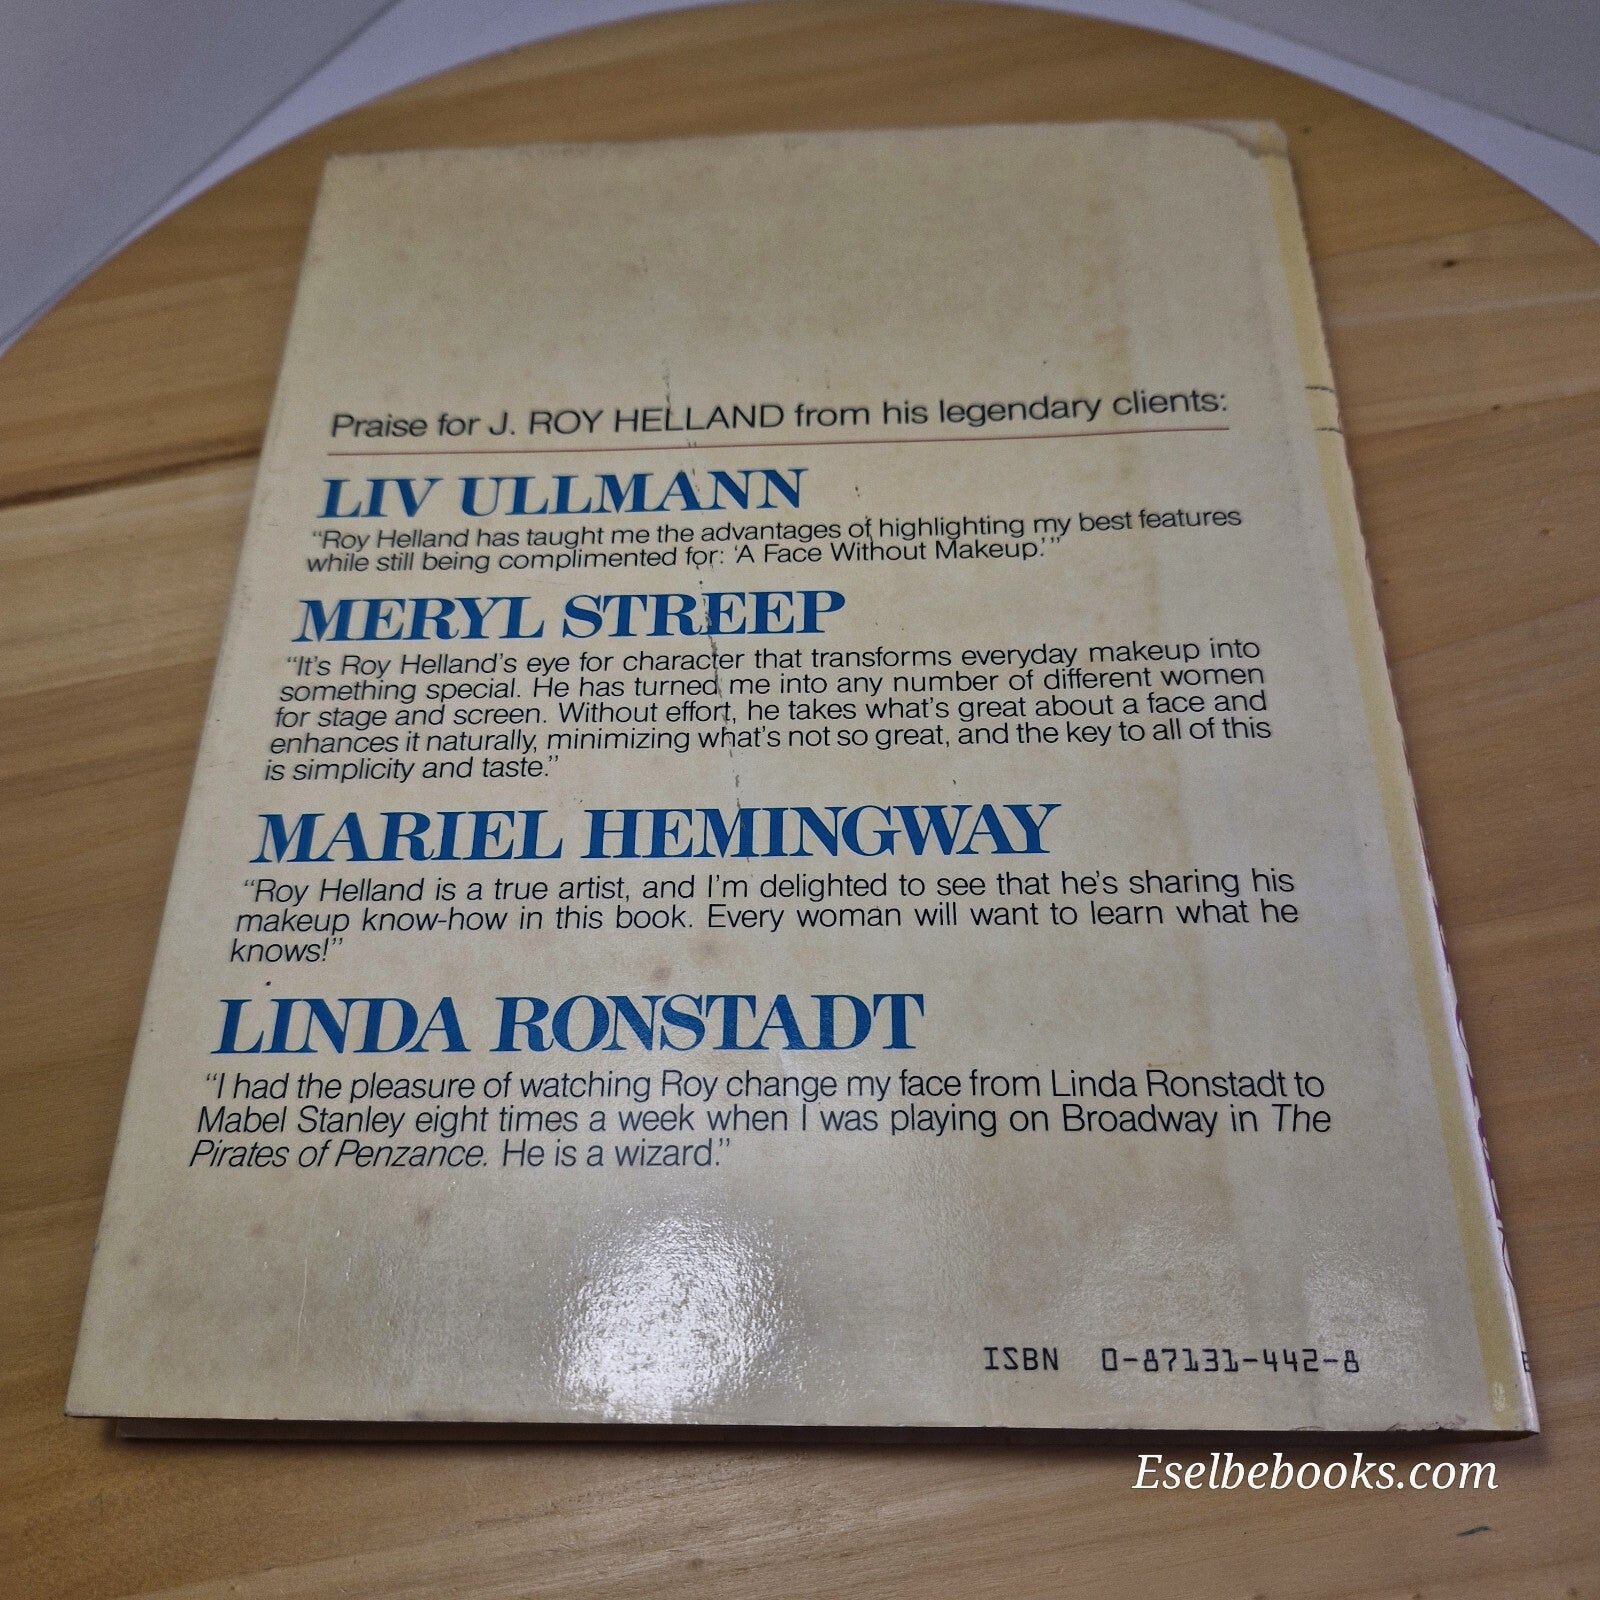 Praise for J. ROY HELLAND from his legendary clients:
LIV ULLMANN
“Roy Helland has taught me the advantages of highlighting my best features
while still being complimented for: ‘A Face Without Makeup.’”
MERYL STREEP
“It’s Roy Helland’s eye for character that transforms everyday makeup into
something special. He has turned me into any number of different women
for stage and screen. Without effort, he takes what’s great about a face and
enhances it naturally, minimizing what’s not so great, and the key to all of this
is simplicity and taste.”
MARIEL HEMINGWAY
“Roy Helland is a true artist, and I’m delighted to see that he’s sharing his
makeup know-how in this book. Every woman will want to learn what he
knows!”
LINDA RONSTADT
“I had the pleasure of watching Roy change my face from Linda Ronstadt to
Mabel Stanley eight times a week when I was playing on Broadway in The
Pirates of Penzance. He is a wizard.”
ISBN 0-87131-442-8
Eselbebooks.com